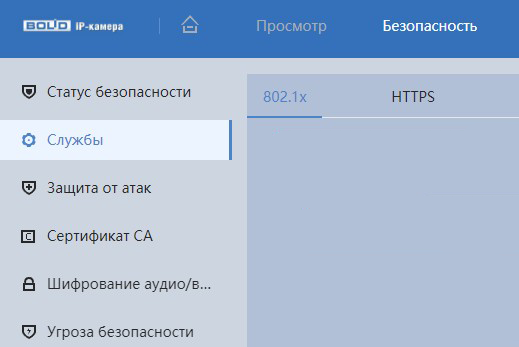 BOLID IP-камера
Просмотр
Безопасность
Статус безопасности
802.1x
HTTPS
Службы
Защита от атак
Сертификат CA
Шифрование аудио/в...
Угроза безопасности